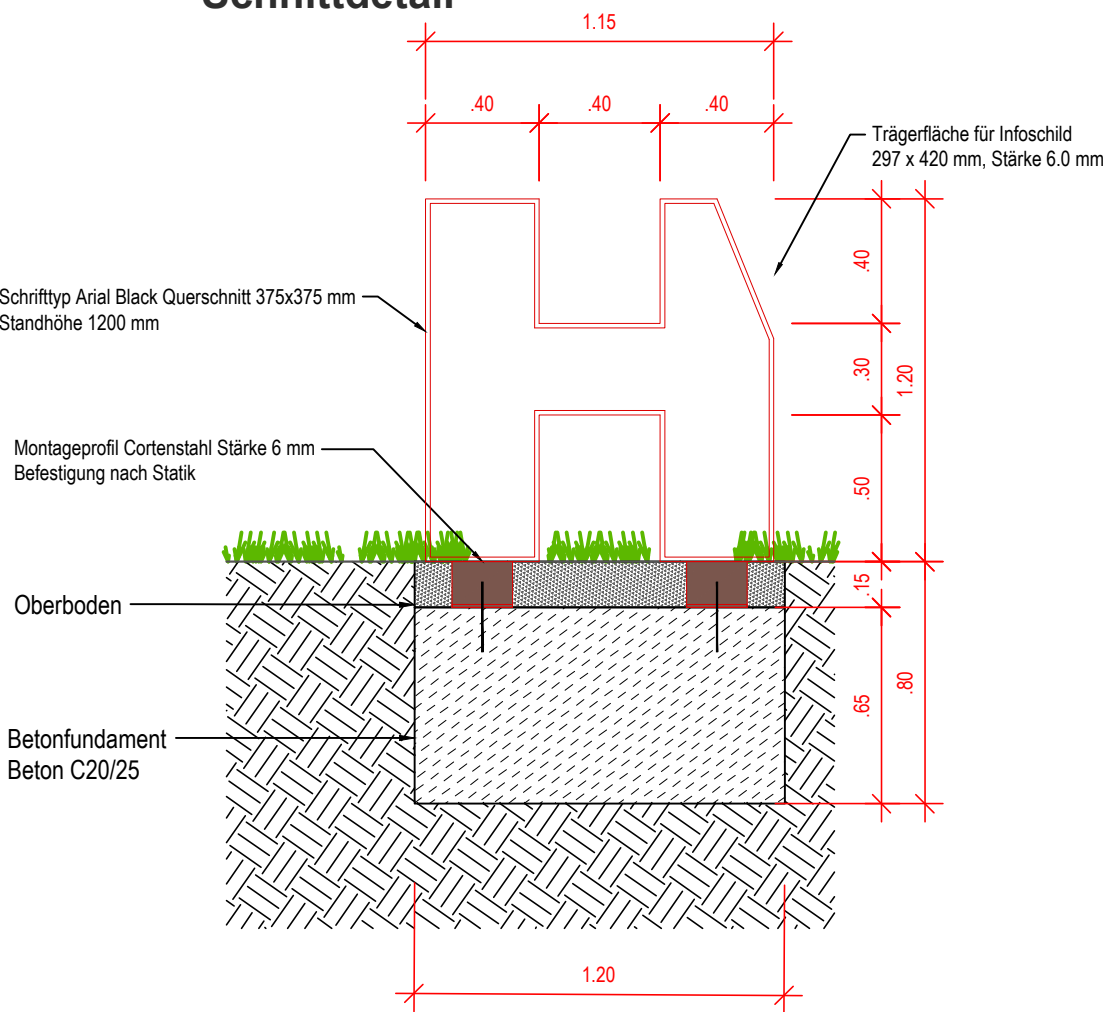 Schnittdetail
1.15
.40
.40
.40
Trägerfläche für Infoschild
297 x 420 mm, Stärke 6.0 mm
Schrifttyp Arial Black Querschnitt 375x375 mm
Standhöhe 1200 mm
.40
.30
1.20
.50
Montageprofil Cortenstahl Stärke 6 mm
Befestigung nach Statik
.15
Oberboden
.65
.80
Betonfundament
Beton C20/25
1.20